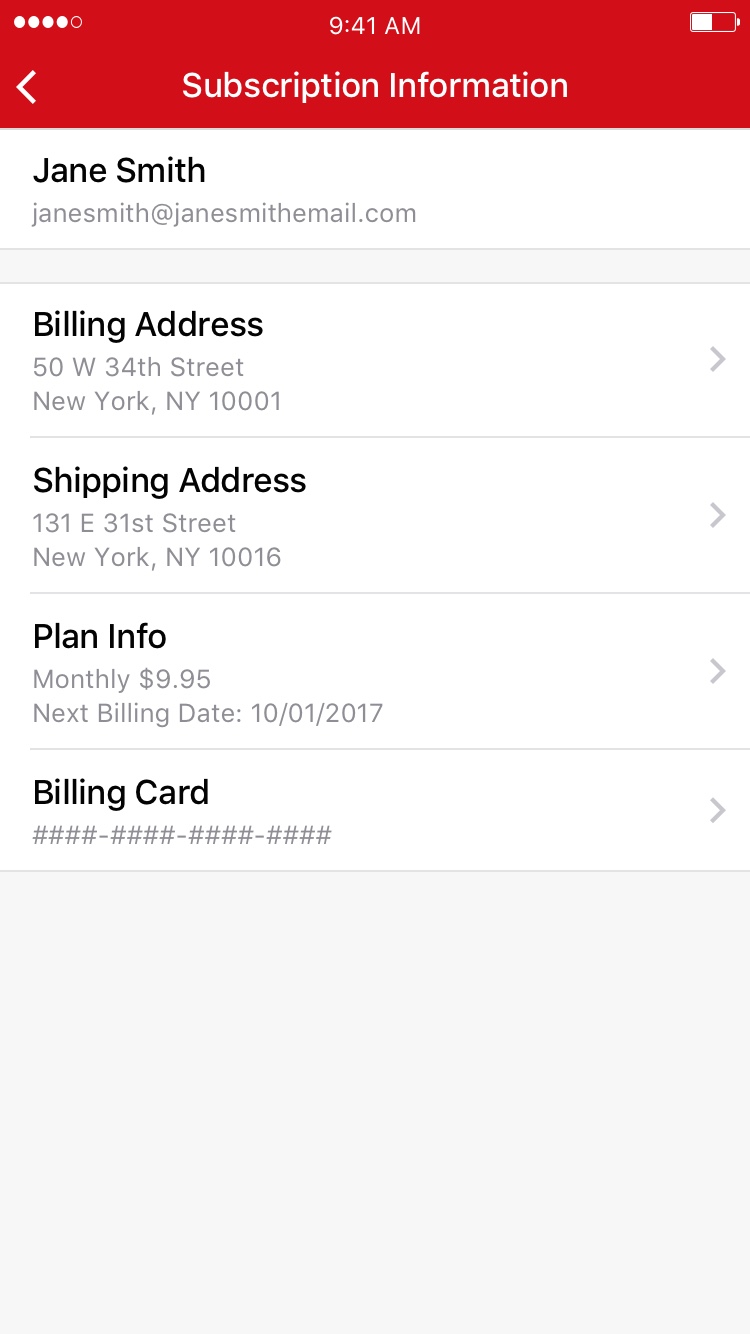 9:41 AM
Subscription Information
Jane Smith
janesmith@janesmithemail.com
Billing Address
50 W 34th Street
New York, NY 10001
Shipping Address
131 E 31st Street
New York, NY 10016
Plan Info
Monthly $9.95
Next Billing Date: 10/01/2017
Billing Card
####-####-####-####